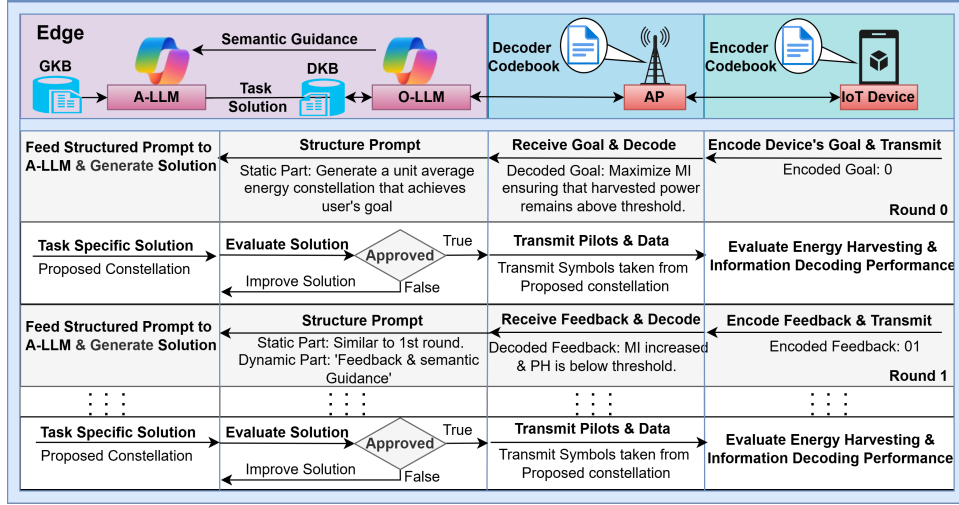 Edge
Semantic Guidance
GKB
DKB
A-LLM
Task
Solution
O-LLM
Decoder
Codebook
AP
Encoder
Codebook
IoT Device
Feed Structured Prompt to
A-LLM & Generate Solution
Structure Prompt
Static Part: Generate a unit average
energy constellation that achieves
user's goal
Receive Goal & Decode
Decoded Goal: Maximize MI
ensuring that harvested power
remains above threshold.
Encode Device's Goal & Transmit
Encoded Goal: 0
Round 0
Task Specific Solution
Proposed Constellation
Evaluate Solution
Approved
True
False
Improve Solution
Transmit Pilots & Data
Transmit Symbols taken from
Proposed constellation
Evaluate Energy Harvesting &
Information Decoding Performance
Feed Structured Prompt to
A-LLM & Generate Solution
Structure Prompt
Static Part: Similar to 1st round.
Dynamic Part: 'Feedback & semantic
Guidance'
Receive Feedback & Decode
Decoded Feedback: MI increased
& PH is below threshold.
Encode Feedback & Transmit
Encoded Feedback: 01
Round 1
Task Specific Solution
Proposed Constellation
Evaluate Solution
Approved
True
False
Improve Solution
Transmit Pilots & Data
Transmit Symbols taken from
Proposed constellation
Evaluate Energy Harvesting &
Information Decoding Performance